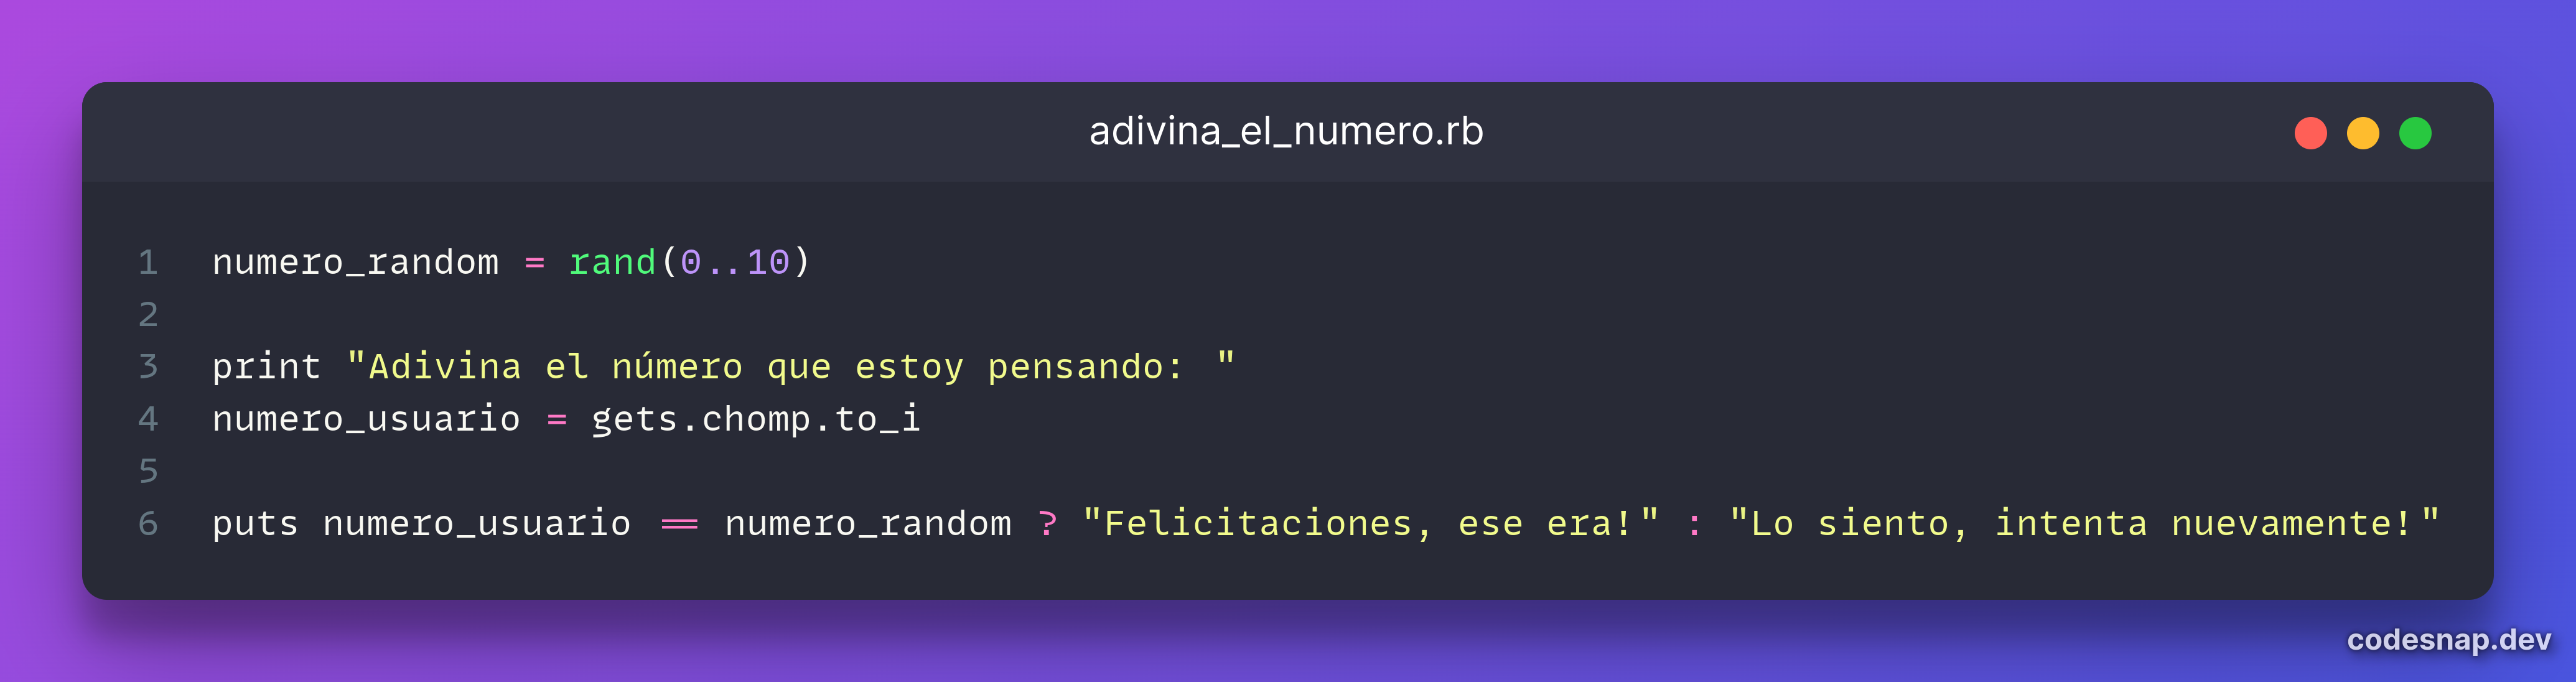 adivina_el_numero.rb
1 numero_random = rand(0..10)
2
3 print "Adivina el número que estoy pensando: "
4 numero_usuario = gets.chomp.to_i
5
6 puts numero_usuario == numero_random ? "Felicitaciones, ese era!" : "Lo siento, intenta nuevamente!"
codesnap.dev